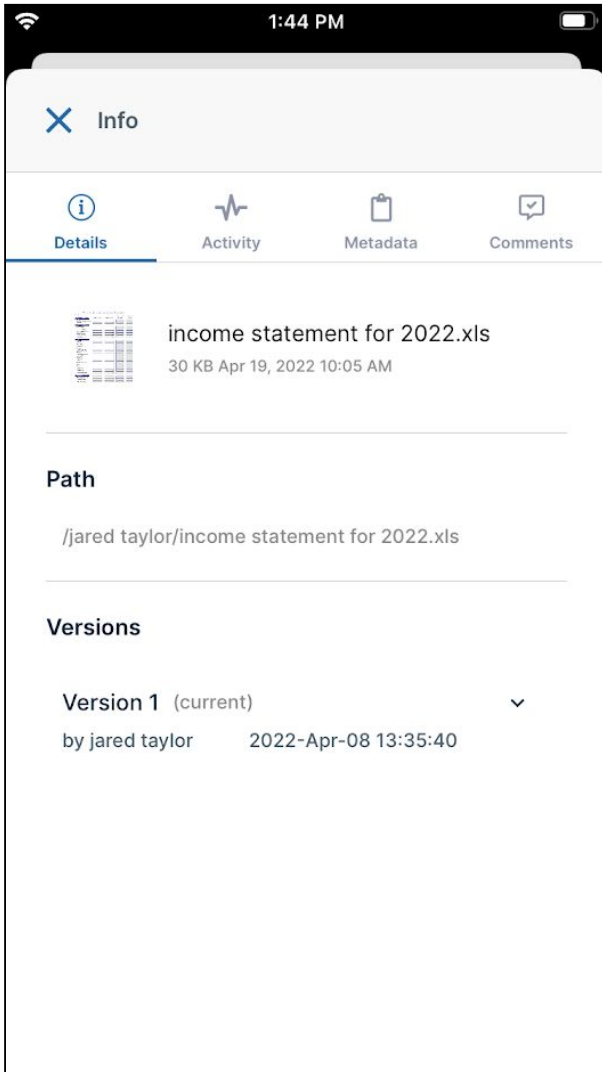 1:44 PM
Info
Details Activity Metadata Comments
income statement for 2022.xls
30 KB Apr 19, 2022 10:05 AM
Path
/jared taylor/income statement for 2022.xls
Versions
Version 1 (current)
by jared taylor 2022-Apr-08 13:35:40